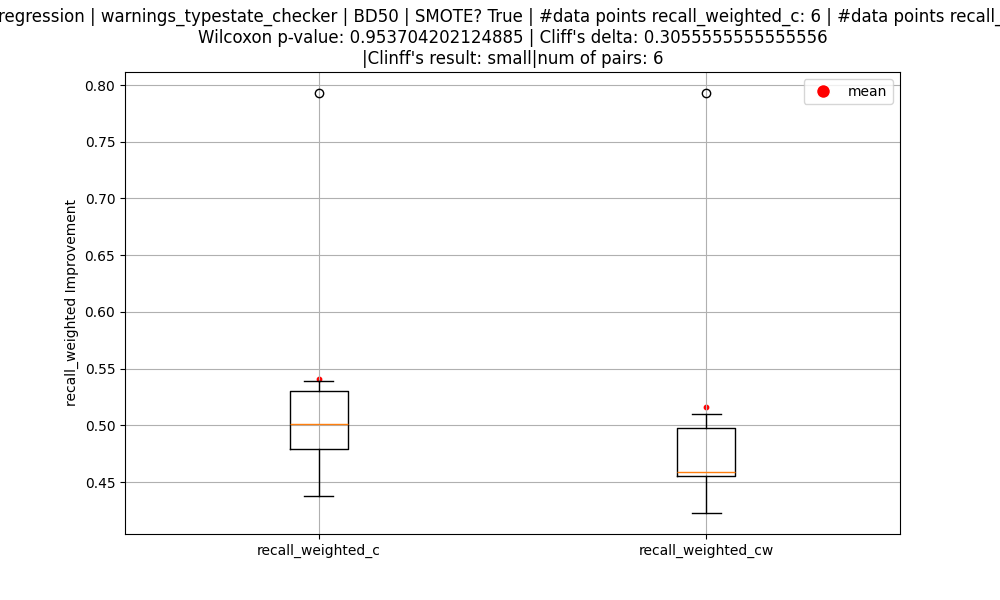 regression | warnings_typestate_checker | BD50 | SMOTE? True | #data points recall_weighted_c: 6 | #data points recall_
Wilcoxon p-value: 0.953704202124885 | Cliff's delta: 0.3055555555555556
|Clinff's result: small|num of pairs: 6
mean
0.80
0.75
0.70
0.65
0.60
0.55
0.50
0.45
recall_weighted Improvement
recall_weighted_c
recall_weighted_cw